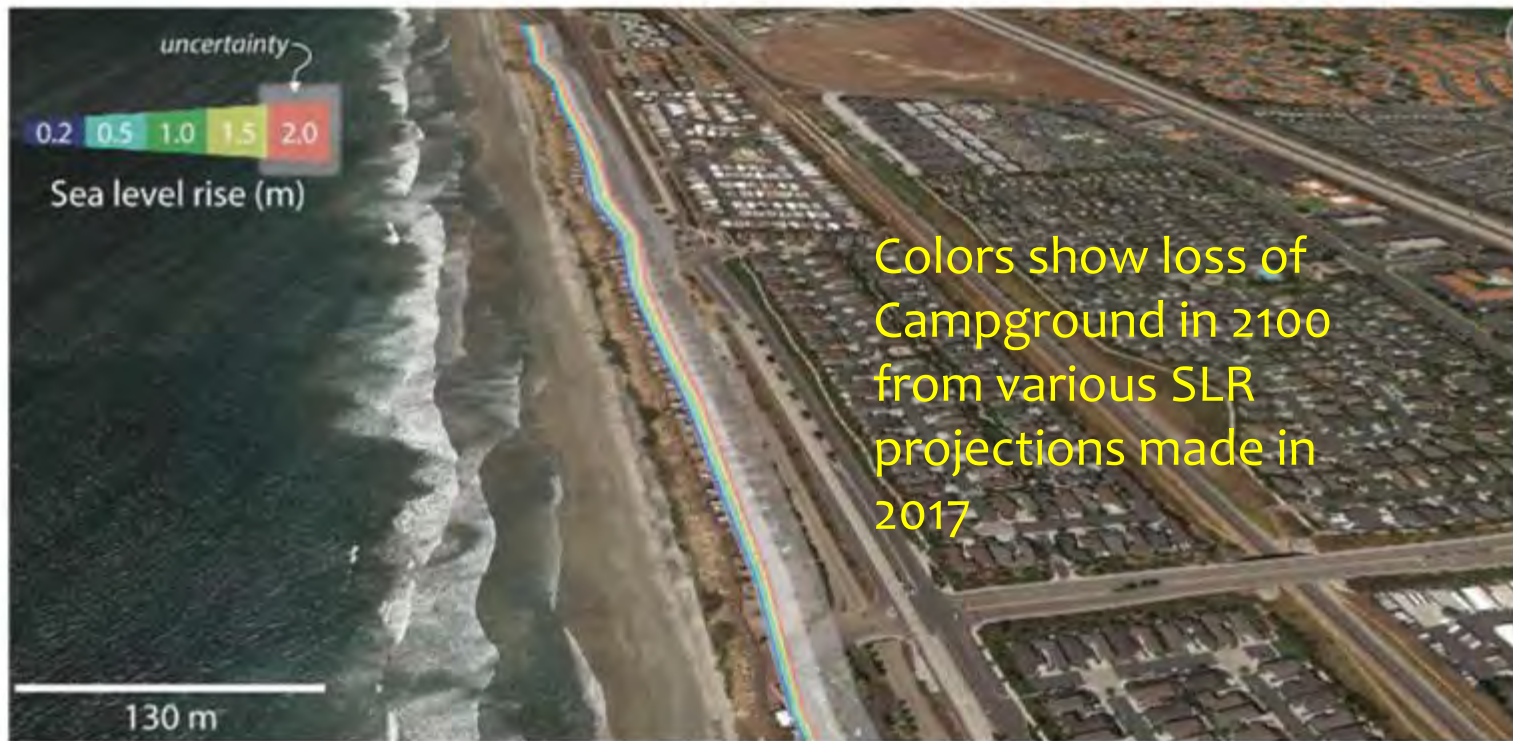 uncertainty
0.2 0.5 1.0 1.5 2.0
Sea level rise (m)
Colors show loss of
Campground in 2100
from various SLR
projections made in
2017
130 m